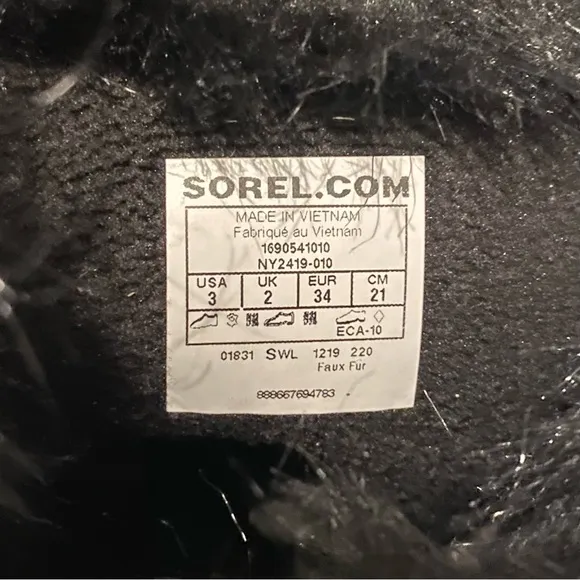 SOREL.COM
MADE IN VIETNAM
Fabriqué au Vietnam
1690541010
NY2419-010
USA UK EUR CM
3 2 34 21
ECA-10
01831 SWL 1219 220
Faux Fur
888667694783